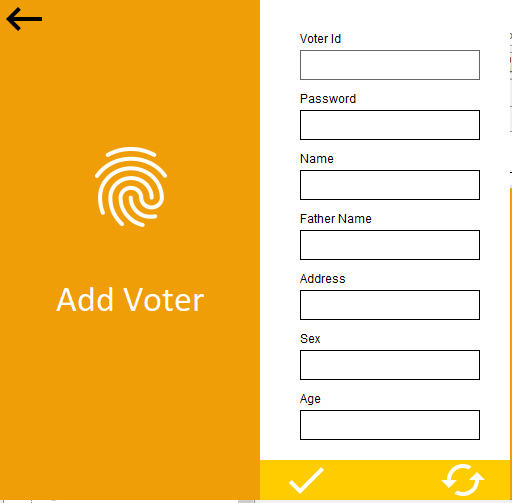 Add Voter
Voter Id
Password
Name
Father Name
Address
Sex
Age